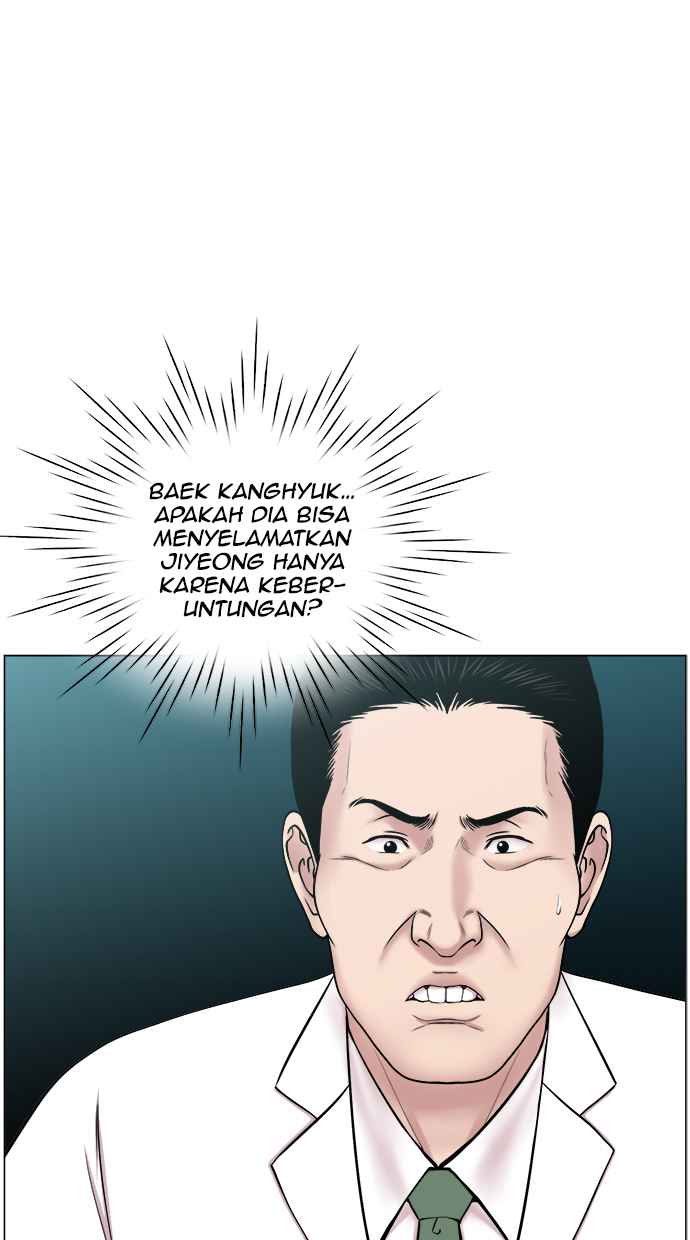 BAEK KANGHYUK...
APAKAH DIA BISA
MENYELAMATKAN
JIYEONG HANYA
KARENA KEBER-
UNTUNGAN?